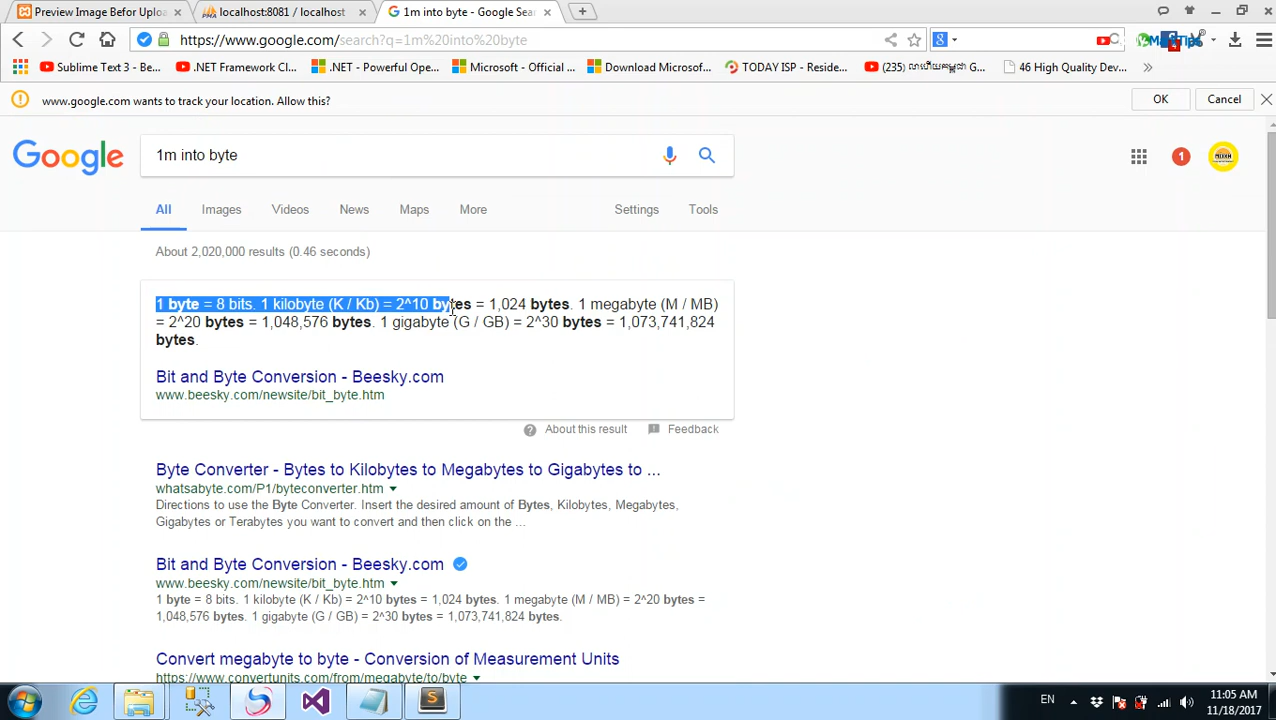 Preview Image Befor Uploa
localhost:8081 / localhost
1m into byte - Google Sear
https://www.google.com/search?q=1m%20into%20byte
Sublime Text 3 - Be...
.NET Framework Cl...
.NET - Powerful Ope...
Microsoft - Official ...
Download Microsof...
TODAY ISP - Reside...
46 High Quality Dev...
www.google.com wants to track your location. Allow this?
OK
Cancel
Google
1m into byte
1
All
Images
Videos
News
Maps
More
Settings
Tools
About 2,020,000 results (0.46 seconds)
1 byte = 8 bits. 1 kilobyte (K / Kb) = 2^10 bytes = 1,024 bytes. 1 megabyte (M / MB)
= 2^20 bytes = 1,048,576 bytes. 1 gigabyte (G / GB) = 2^30 bytes = 1,073,741,824
bytes.
Bit and Byte Conversion - Beesky.com
www.beesky.com/newsite/bit_byte.htm
About this result
Feedback
Byte Converter - Bytes to Kilobytes to Megabytes to Gigabytes to ...
whatsabyte.com/P1/byteconverter.htm
Directions to use the Byte Converter. Insert the desired amount of Bytes, Kilobytes, Megabytes,
Gigabytes or Terabytes you want to convert and then click on the ...
Bit and Byte Conversion - Beesky.com
www.beesky.com/newsite/bit_byte.htm
1 byte = 8 bits. 1 kilobyte (K / Kb) = 2^10 bytes = 1,024 bytes. 1 megabyte (M / MB) = 2^20 bytes =
1,048,576 bytes. 1 gigabyte (G / GB) = 2^30 bytes = 1,073,741,824 bytes.
Convert megabyte to byte - Conversion of Measurement Units
https://www.convertunits.com/from/megabyte/to/byte
EN
11:05 AM
11/18/2017